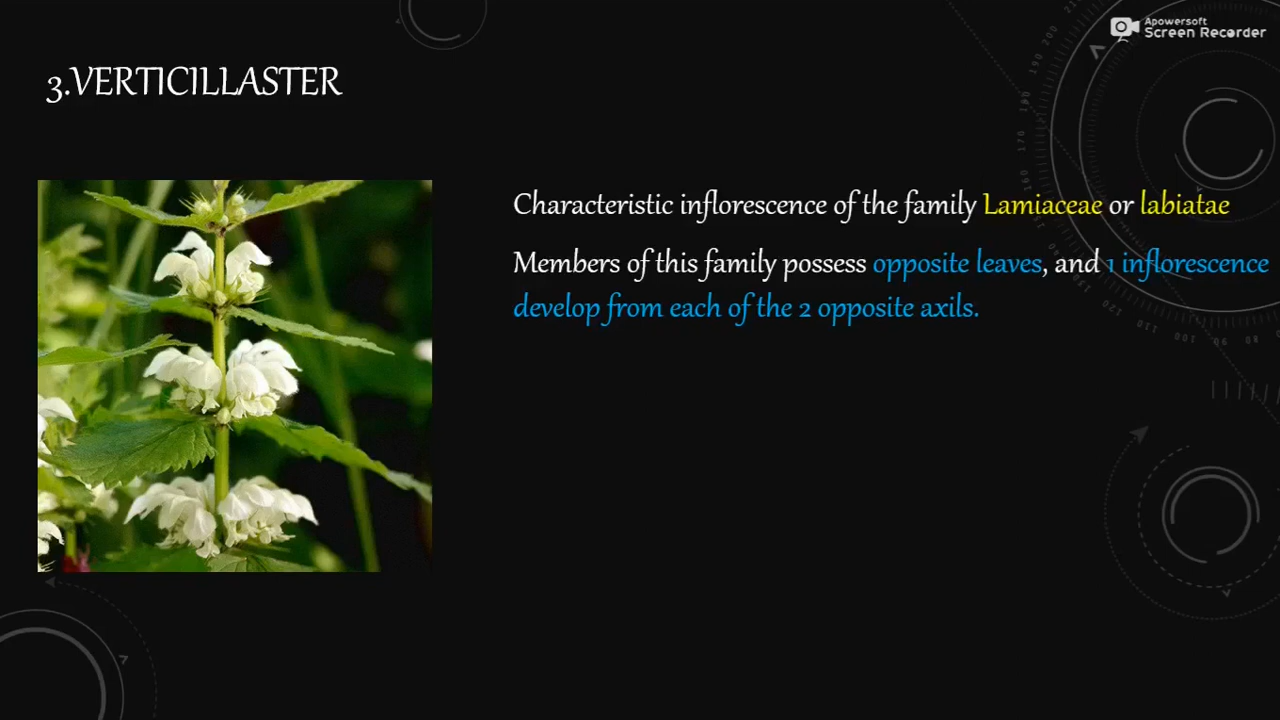 Apowersoft
Screen Recorder
3.VERTICILLASTER
Characteristic inflorescence of the family Lamiaceae or labiatae
Members of this family possess opposite leaves, and 1 inflorescence
develop from each of the 2 opposite axils.